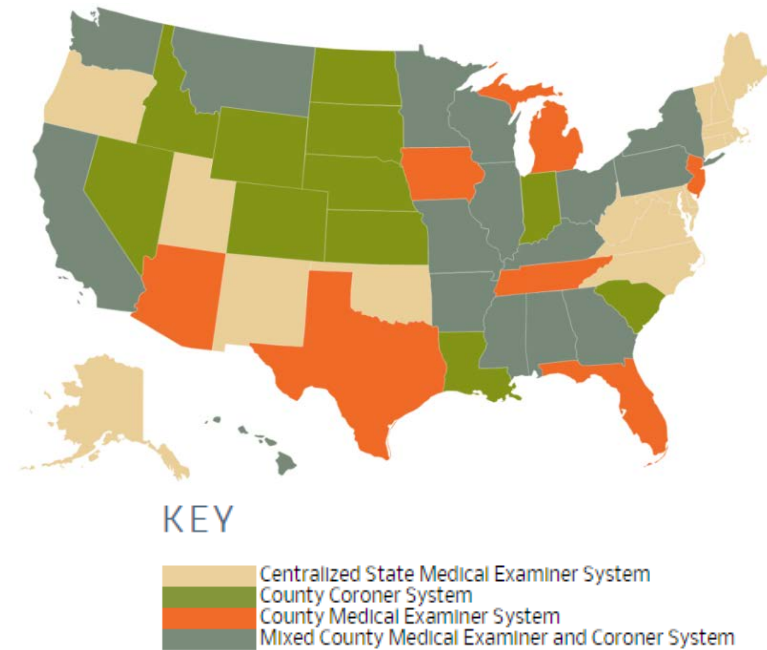 KEY
Centralized State Medical Examiner System
County Coroner System
County Medical Examiner System
Mixed County Medical Examiner and Coroner System